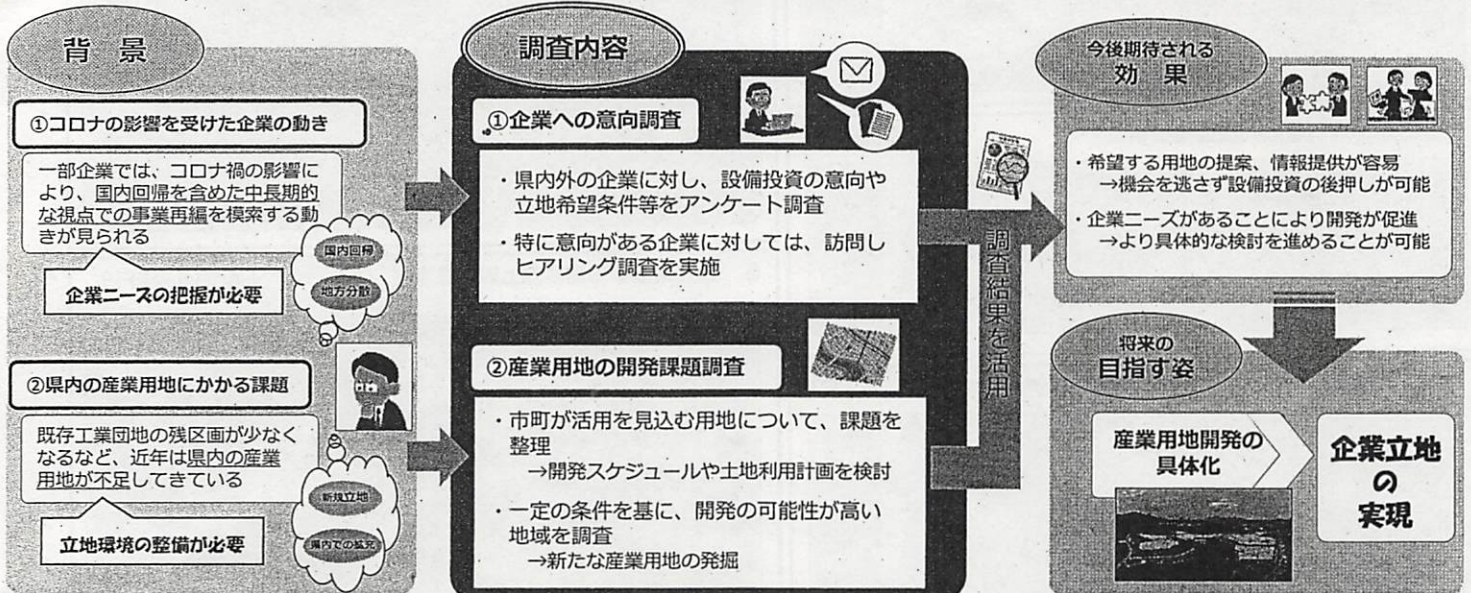 背 景
①コロナの影響を受けた企業の動き
一部企業では、コロナ禍の影響に
より、国内回帰を含めた中長期的
な視点での事業再編を模索する動
きが見られる
国内回帰
地方分散
企業ニーズの把握が必要
②県内の産業用地にかかる課題
既存工業団地の残区画が少なく
なるなど、近年は県内の産業
用地が不足してきている
新規立地
県内での拡充
立地環境の整備が必要
調査内容
①企業への意向調査
・県内外の企業に対し、設備投資の意向や
立地希望条件等をアンケート調査
・特に意向がある企業に対しては、訪問し
ヒアリング調査を実施
②産業用地の開発課題調査
・市町が活用を見込む用地について、課題を
整理
→開発スケジュールや土地利用計画を検討
・一定の条件を基に、開発の可能性が高い
地域を調査
→新たな産業用地の発掘
調査結果を活用
今後期待される
効 果
・希望する用地の提案、情報提供が容易
→機会を逃さず設備投資の後押しが可能
・企業ニーズがあることにより開発が促進
→より具体的な検討を進めることが可能
将来の
目指す姿
産業用地開発の
具体化
企業立地
の
実現